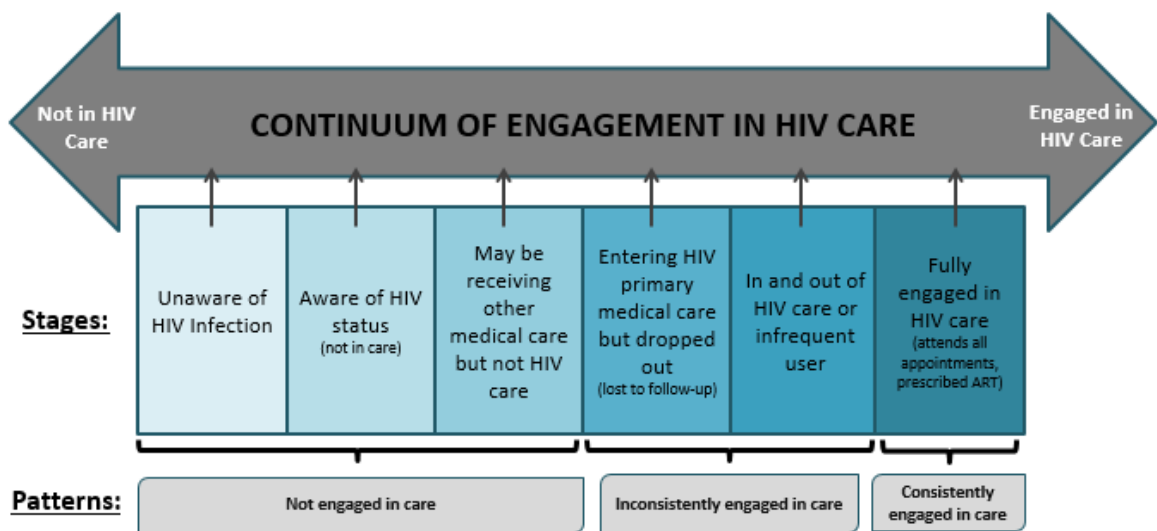 Not in HIV
Care
CONTINUUM OF ENGAGEMENT IN HIV CARE
Engaged in
HIV Care
Stages:
Unaware of
HIV Infection
Aware of HIV
status
(not in care)
May be
receiving
other
medical care
but not HIV
care
Entering HIV
primary
medical care
but dropped
out
(lost to follow-up)
In and out of
HIV care or
infrequent
user
Fully
engaged in
HIV care
(attends all
appointments,
prescribed ART)
Patterns:
Not engaged in care
Inconsistently engaged in care
Consistently
engaged in care